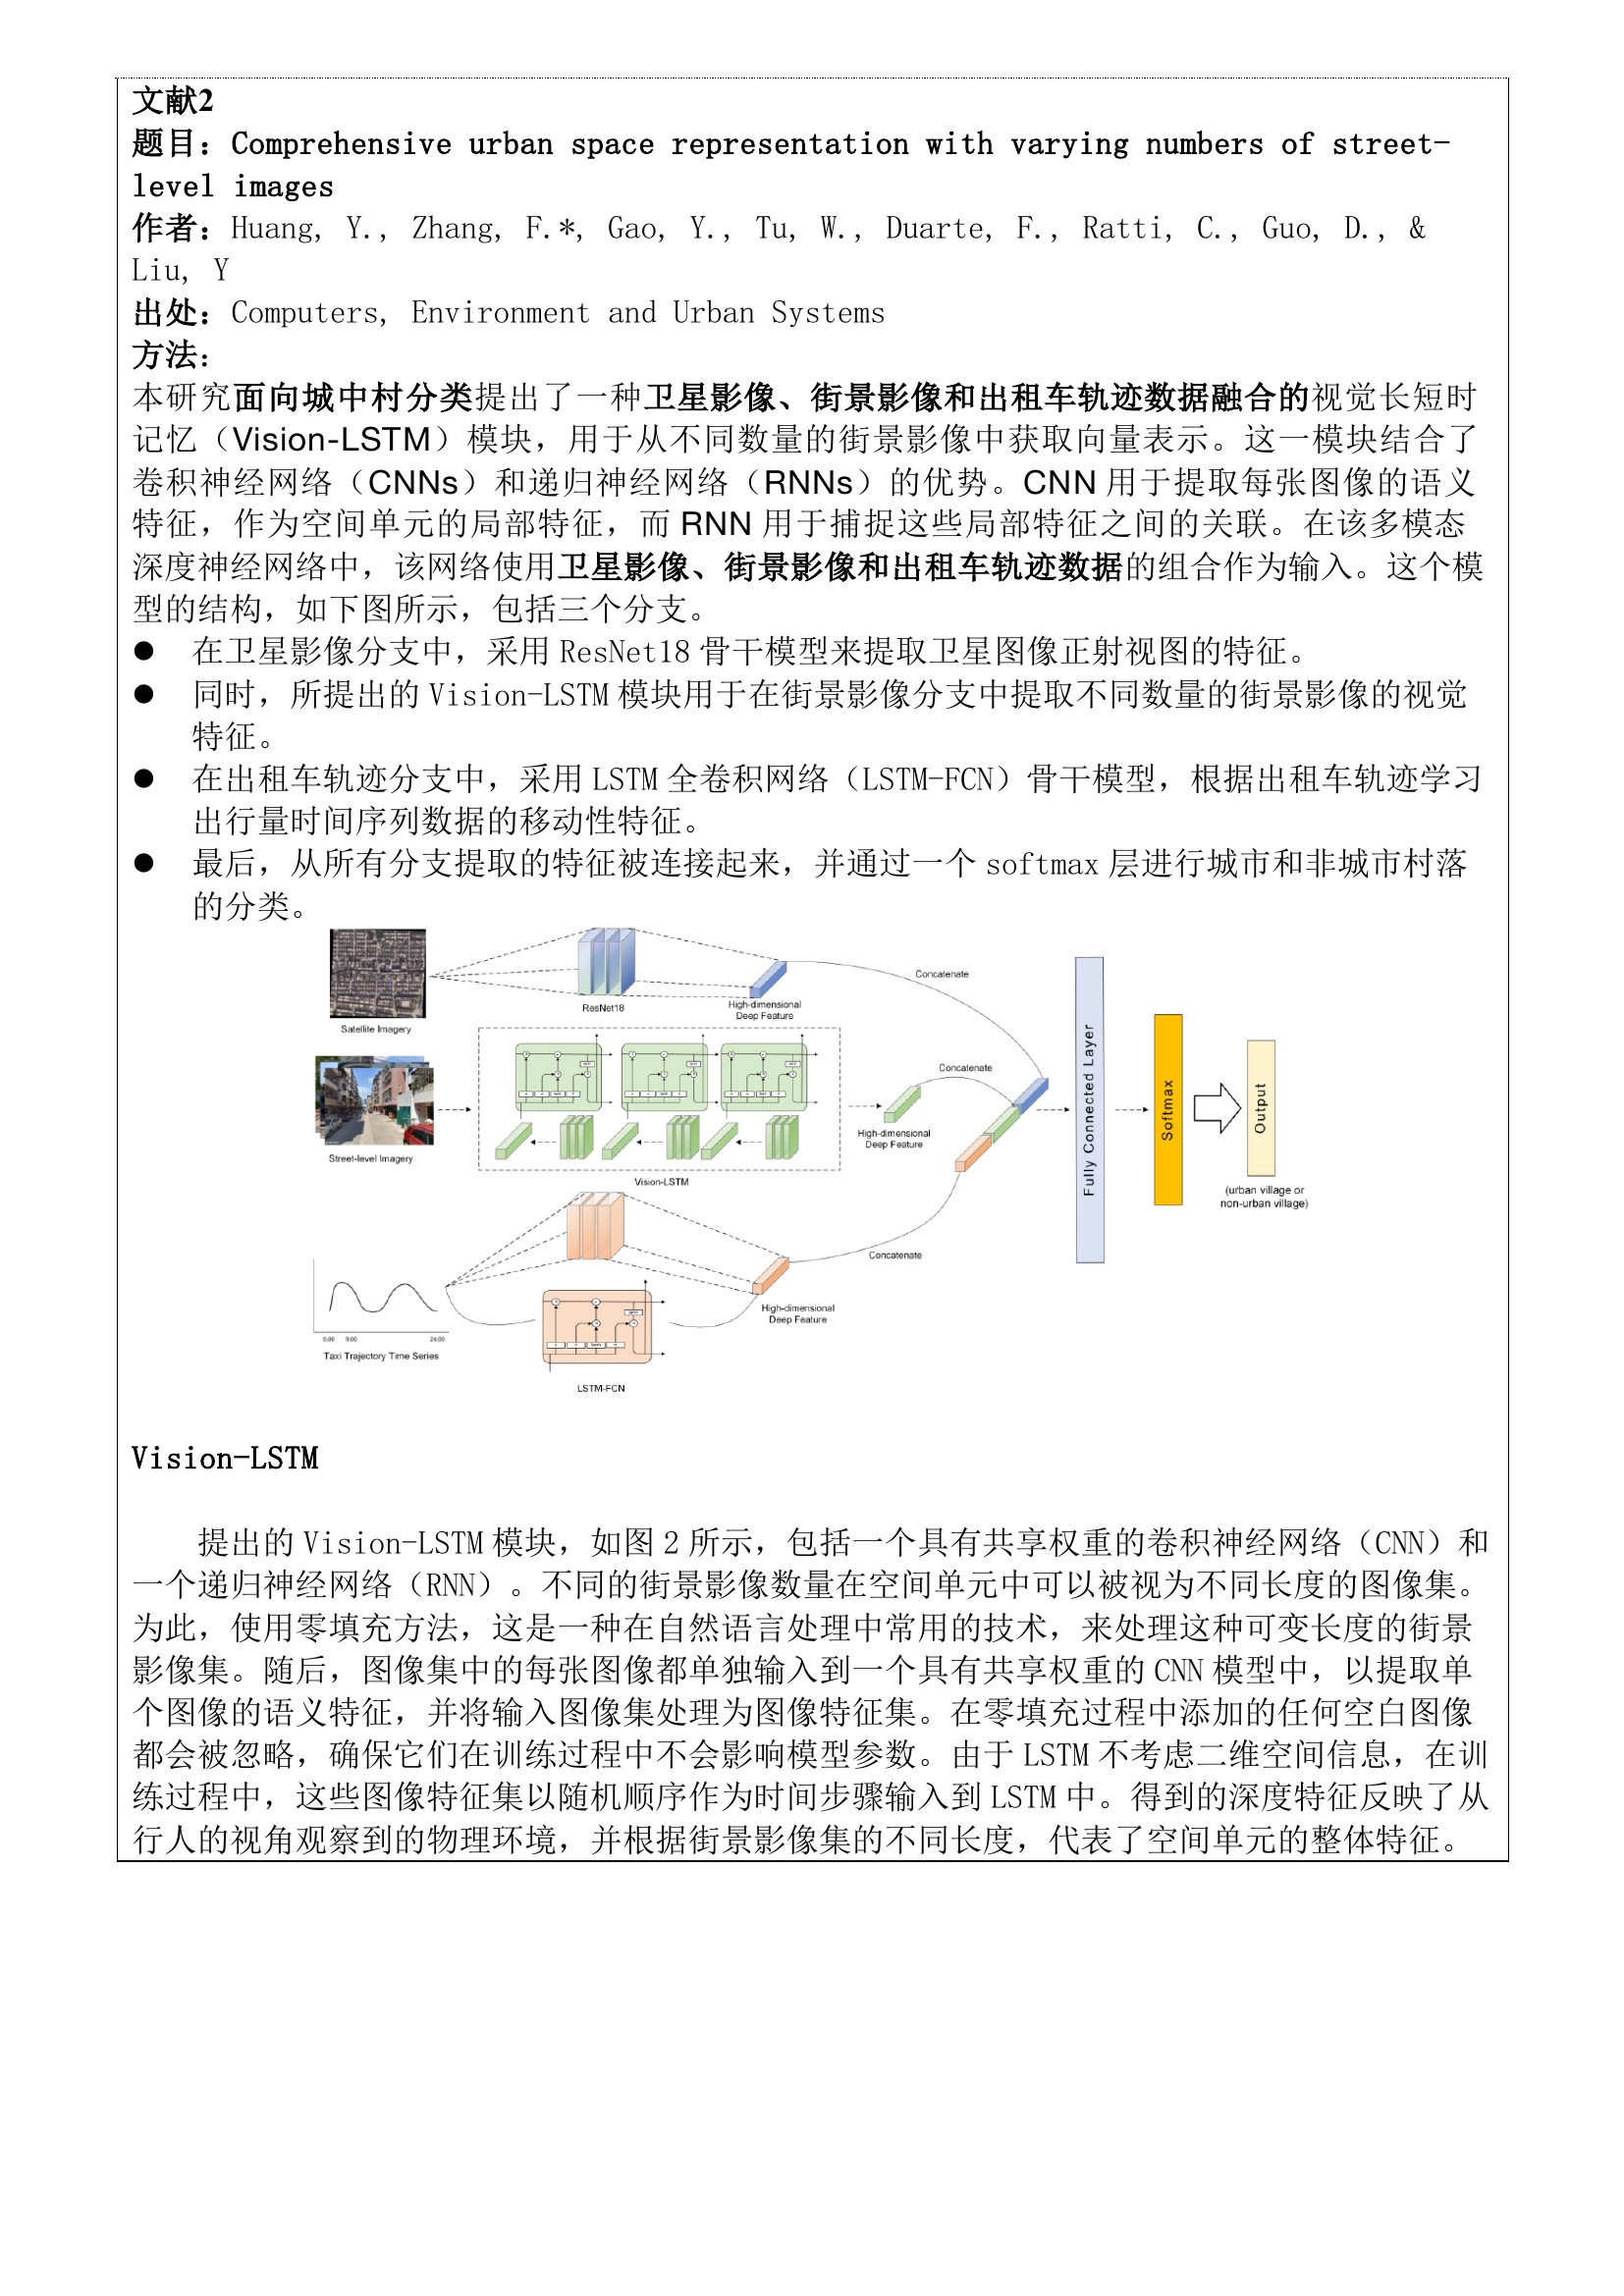 文献2
题目：Comprehensive urban space representation with varying numbers of street-
level images
作者：Huang, Y., Zhang, F.*, Gao, Y., Tu, W., Duarte, F., Ratti, C., Guo, D., &
Liu, Y
出处：Computers, Environment and Urban Systems
方法：
本研究面向城中村分类提出了一种卫星影像、街景影像和出租车轨迹数据融合的视觉长短时
记忆（Vision-LSTM）模块，用于从不同数量的街景影像中获取向量表示。这一模块结合了
卷积神经网络（CNNs）和递归神经网络（RNNs）的优势。CNN 用于提取每张图像的语义
特征，作为空间单元的局部特征，而 RNN 用于捕捉这些局部特征之间的关联。在该多模态
深度神经网络中，该网络使用卫星影像、街景影像和出租车轨迹数据的组合作为输入。这个模
型的结构，如下图所示，包括三个分支。
● 在卫星影像分支中，采用 ResNet18 骨干模型来提取卫星图像正射视图的特征。
● 同时，所提出的 Vision-LSTM 模块用于在街景影像分支中提取不同数量的街景影像的视觉
特征。
● 在出租车轨迹分支中，采用 LSTM 全卷积网络（LSTM-FCN）骨干模型，根据出租车轨迹学习
出行量时间序列数据的移动性特征。
● 最后，从所有分支提取的特征被连接起来，并通过一个 softmax 层进行城市和非城市村落
的分类。
Satellite Imagery
ResNet18
High-dimensional
Deep Feature
Concatenate
Street-level Imagery
Vision-LSTM
High-dimensional
Deep Feature
Concatenate
Fully Connected Layer
Softmax
Output
(urban village or
non-urban village)
0:00 9:00 24:00
Taxi Trajectory Time Series
LSTM-FCN
High-dimensional
Deep Feature
Concatenate
Vision-LSTM
提出的 Vision-LSTM 模块，如图 2 所示，包括一个具有共享权重的卷积神经网络（CNN）和
一个递归神经网络（RNN）。不同的街景影像数量在空间单元中可以被视为不同长度的图像集。
为此，使用零填充方法，这是一种在自然语言处理中常用的技术，来处理这种可变长度的街景
影像集。随后，图像集中的每张图像都单独输入到一个具有共享权重的 CNN 模型中，以提取单
个图像的语义特征，并将输入图像集处理为图像特征集。在零填充过程中添加的任何空白图像
都会被忽略，确保它们在训练过程中不会影响模型参数。由于 LSTM 不考虑二维空间信息，在训
练过程中，这些图像特征集以随机顺序作为时间步骤输入到 LSTM 中。得到的深度特征反映了从
行人的视角观察到的物理环境，并根据街景影像集的不同长度，代表了空间单元的整体特征。